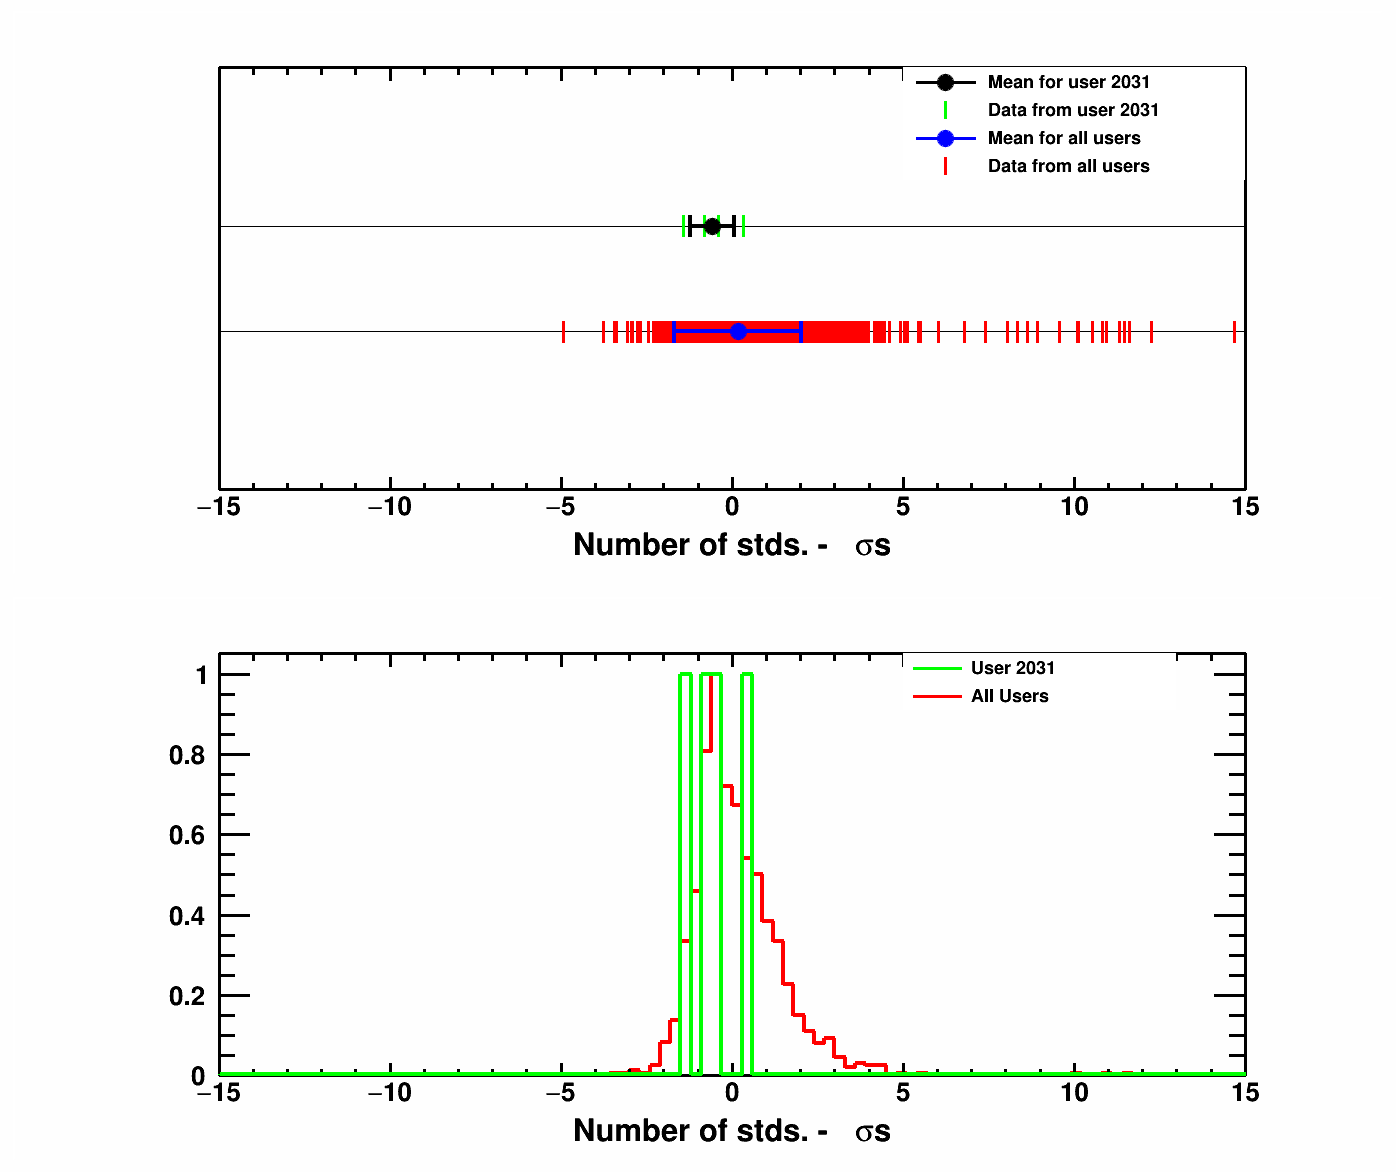 Mean for user 2031
Data from user 2031
Mean for all users
Data from all users
−15 −10 −5 0 5 10 15
Number of stds. - σs
User 2031
All Users
1
0.8
0.6
0.4
0.2
0
−15 −10 −5 0 5 10 15
Number of stds. - σs